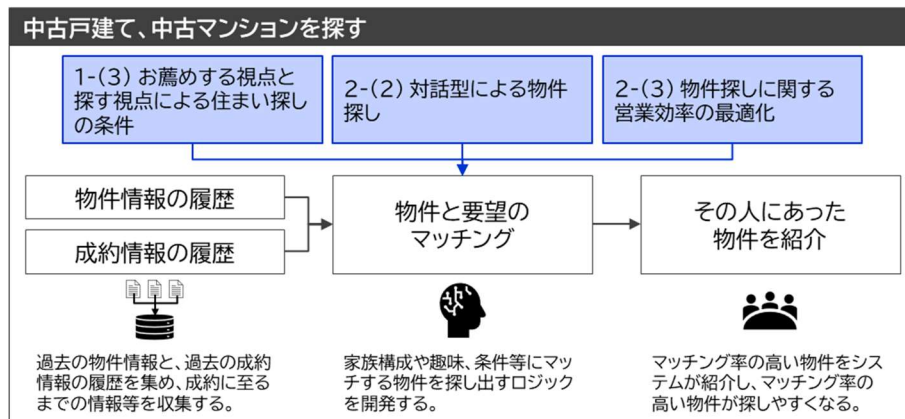 中古戸建て、中古マンションを探す
1-(3) お薦めする視点と
探す視点による住まい探し
の条件
2-(2) 対話型による物件
探し
2-(3) 物件探しに関する
営業効率の最適化
物件情報の履歴
成約情報の履歴
物件と要望の
マッチング
その人にあった
物件を紹介
過去の物件情報と、過去の成約
情報の履歴を集め、成約に至る
までの情報等を収集する。
家族構成や趣味、条件等にマッ
チする物件を探し出すロジック
を開発する。
マッチング率の高い物件をシス
テムが紹介し、マッチング率の
高い物件が探しやすくなる。